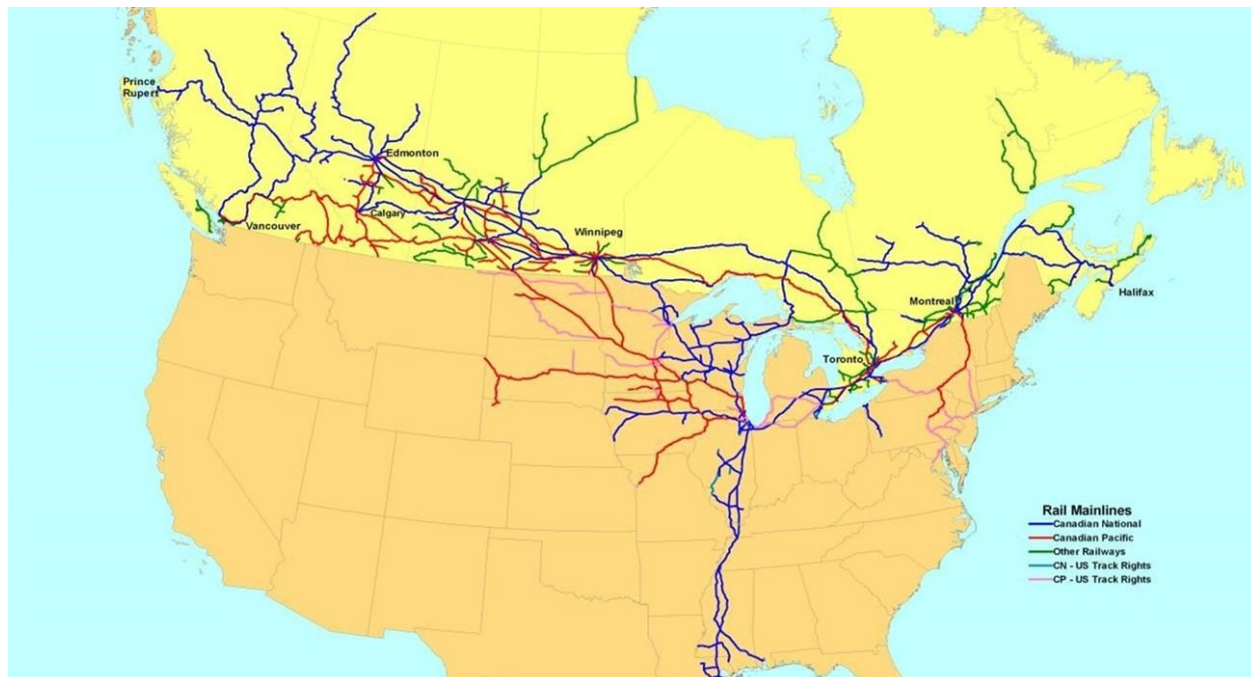 Prince
Rupert
Edmonton
Calgary
Vancouver
Winnipeg
Montreal
Halifax
Toronto
Rail Mainlines
Canadian National
Canadian Pacific
Other Railways
CN - US Track Rights
CP - US Track Rights